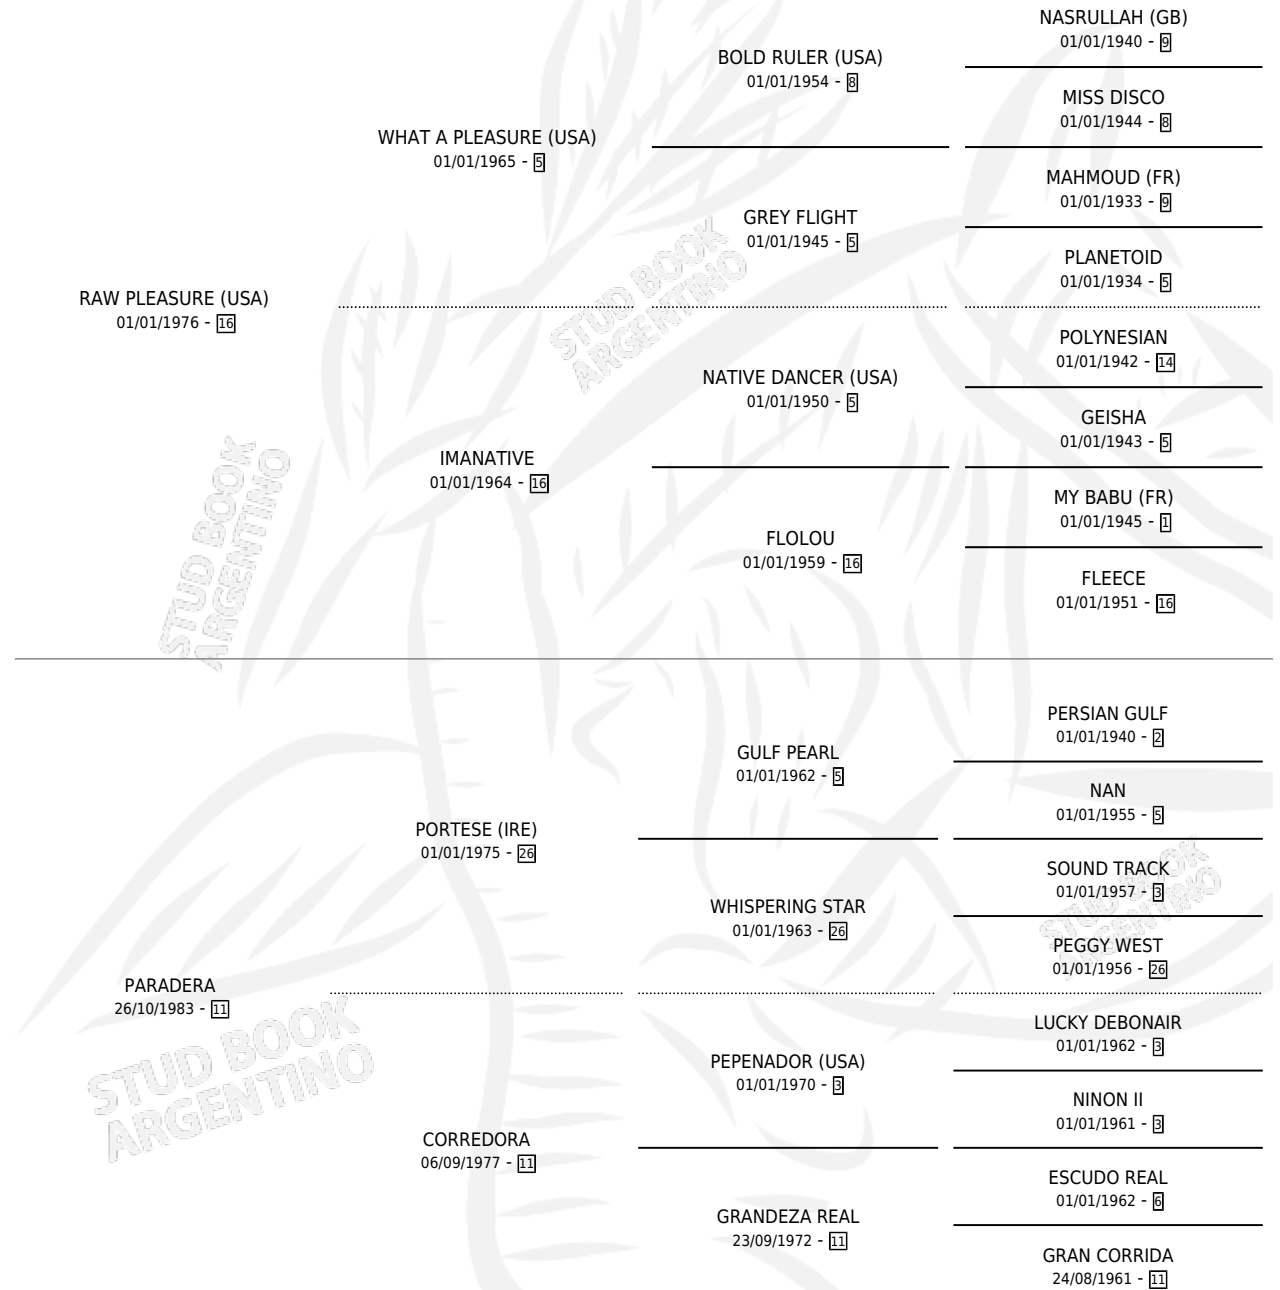 NASRULLAH (GB)
01/01/1940 - 9
BOLD RULER (USA)
01/01/1954 - 8
MISS DISCO
01/01/1944 - 8
WHAT A PLEASURE (USA)
01/01/1965 - 5
MAHMOUD (FR)
01/01/1933 - 9
GREY FLIGHT
01/01/1945 - 5
PLANETOID
01/01/1934 - 5
RAW PLEASURE (USA)
01/01/1976 - 16
POLYNESIAN
01/01/1942 - 14
NATIVE DANCER (USA)
01/01/1950 - 5
GEISHA
01/01/1943 - 5
IMANATIVE
01/01/1964 - 16
MY BABU (FR)
01/01/1945 - 1
FLOLOU
01/01/1959 - 16
FLEECE
01/01/1951 - 16
PERSIAN GULF
01/01/1940 - 2
GULF PEARL
01/01/1962 - 5
NAN
01/01/1955 - 5
PORTESE (IRE)
01/01/1975 - 26
SOUND TRACK
01/01/1957 - 3
WHISPERING STAR
01/01/1963 - 26
PEGGY WEST
01/01/1956 - 26
PARADERA
26/10/1983 - 11
LUCKY DEBONAIR
01/01/1962 - 3
PEPENADOR (USA)
01/01/1970 - 3
NINON II
01/01/1961 - 3
CORREDORA
06/09/1977 - 11
ESCUDO REAL
01/01/1962 - 6
GRANDEZA REAL
23/09/1972 - 11
GRAN CORRIDA
24/08/1961 - 11
STUD BOOK
ARGENTINO
STUD BOOK
ARGENTINO
STUD BOOK
ARGENTINO
STUD BOOK
ARGENTINO